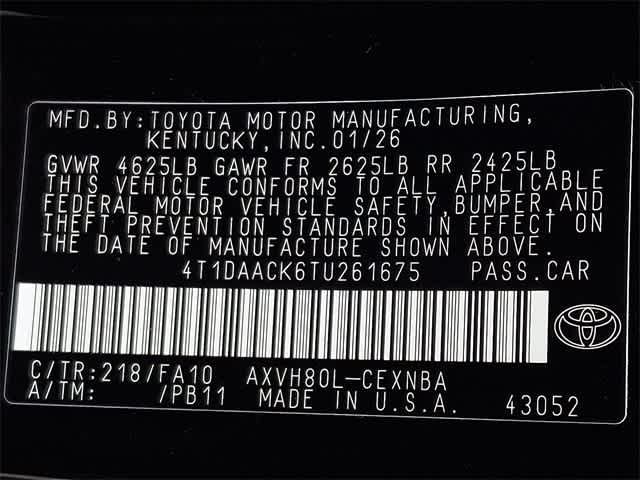 MFD.BY:TOYOTA MOTOR MANUFACTURING,
KENTUCKY,INC.01/26
GVWR 4625LB GAWR FR 2625LB RR 2425LB
THIS VEHICLE CONFORMS TO ALL APPLICABLE
FEDERAL MOTOR VEHICLE SAFETY,BUMPER,AND
THEFT PREVENTION STANDARDS IN EFFECT ON
THE DATE OF MANUFACTURE SHOWN ABOVE.
4T1DAACK6TU261675 PASS.CAR
C/TR:218/FA10 AXVH80L-CEXNBA
A/TM: /PB11 MADE IN U.S.A. 43052